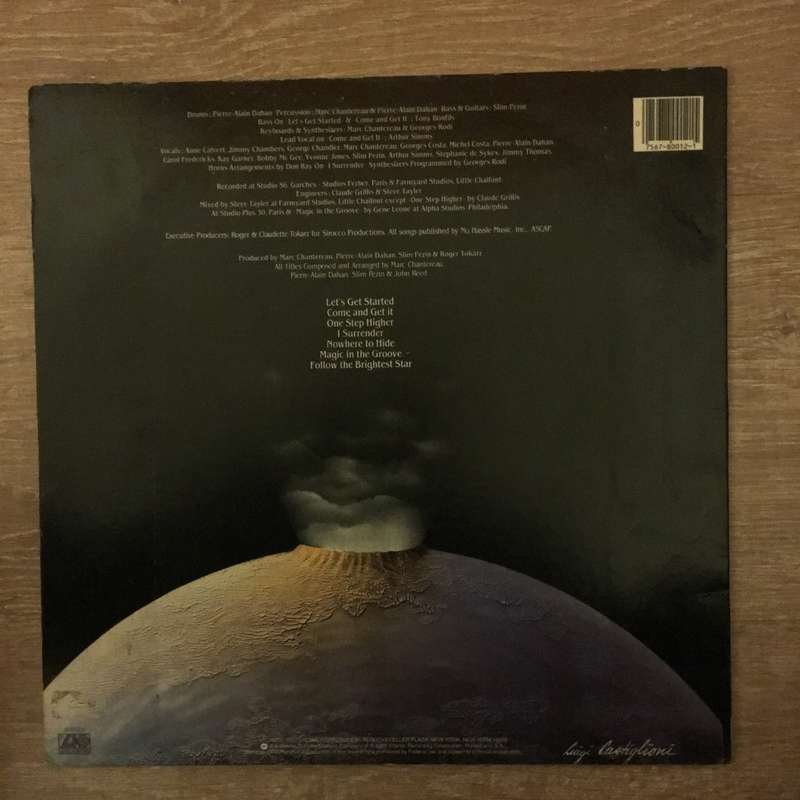 Drums : Pierre-Alain Dahan · Percussion : Marc Chantereau & Pierre-Alain Dahan · Bass & Guitars : Slim Pezin
Bass On · Let's Get Started · & · Come and Get It · : Tony Bonfils
Keyboards & Synthesizers : Marc Chantereau & Georges Rodi
Lead Vocal on · Come and Get It · : Arthur Simms
Vocals : Anne Calvert, Jimmy Chambers, George Chandler, Marc Chantereau, Georges Costa, Michel Costa, Pierre-Alain Dahan,
Carol Fredericks, Kay Garner, Bobby Mc Gee, Yvonne Jones, Slim Pezin, Arthur Simms, Stephanie de Sykes, Jimmy Thomas.
Horns Arrangements by Don Ray On · I Surrender · Synthesizers Programmed by Georges Rodi
Recorded at Studio 96, Garches · Studios Ferber, Paris & Farmyard Studios, Little Chalfont.
Engineers : Claude Grillis & Steve Tayler
Mixed by Steve Tayler at Farmyard Studios, Little Chalfont except · One Step Higher · by Claude Grillis
At Studio Plus 30, Paris & · Magic in the Groove · by Gene Leone at Alpha Studios Philadelphia.
Executive Producers : Roger & Claudette Tokarz for Sirocco Productions. All songs published by No Hassle Music, Inc., ASCAP.
Produced by Marc Chantereau, Pierre-Alain Dahan, Slim Pezin & Roger Tokarz
All Titles Composed and Arranged by Marc Chantereau,
Pierre-Alain Dahan, Slim Pezin & John Reed
Let's Get Started
Come and Get it
One Step Higher
I Surrender
Nowhere to Hide
Magic in the Groove -
Follow the Brightest Star
0
7567-80012-1
Luigi Castiglioni